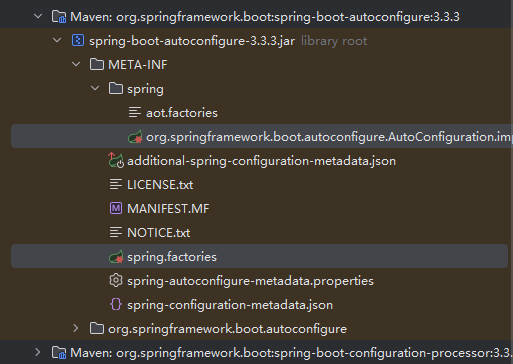 Maven: org.springframework.boot:spring-boot-autoconfigure:3.3.3
spring-boot-autoconfigure-3.3.3.jar library root
META-INF
spring
aot.factories
org.springframework.boot.autoconfigure.AutoConfiguration.imp
additional-spring-configuration-metadata.json
LICENSE.txt
MANIFEST.MF
NOTICE.txt
spring.factories
spring-autoconfigure-metadata.properties
spring-configuration-metadata.json
org.springframework.boot.autoconfigure
Maven: org.springframework.boot:spring-boot-configuration-processor:3.3.